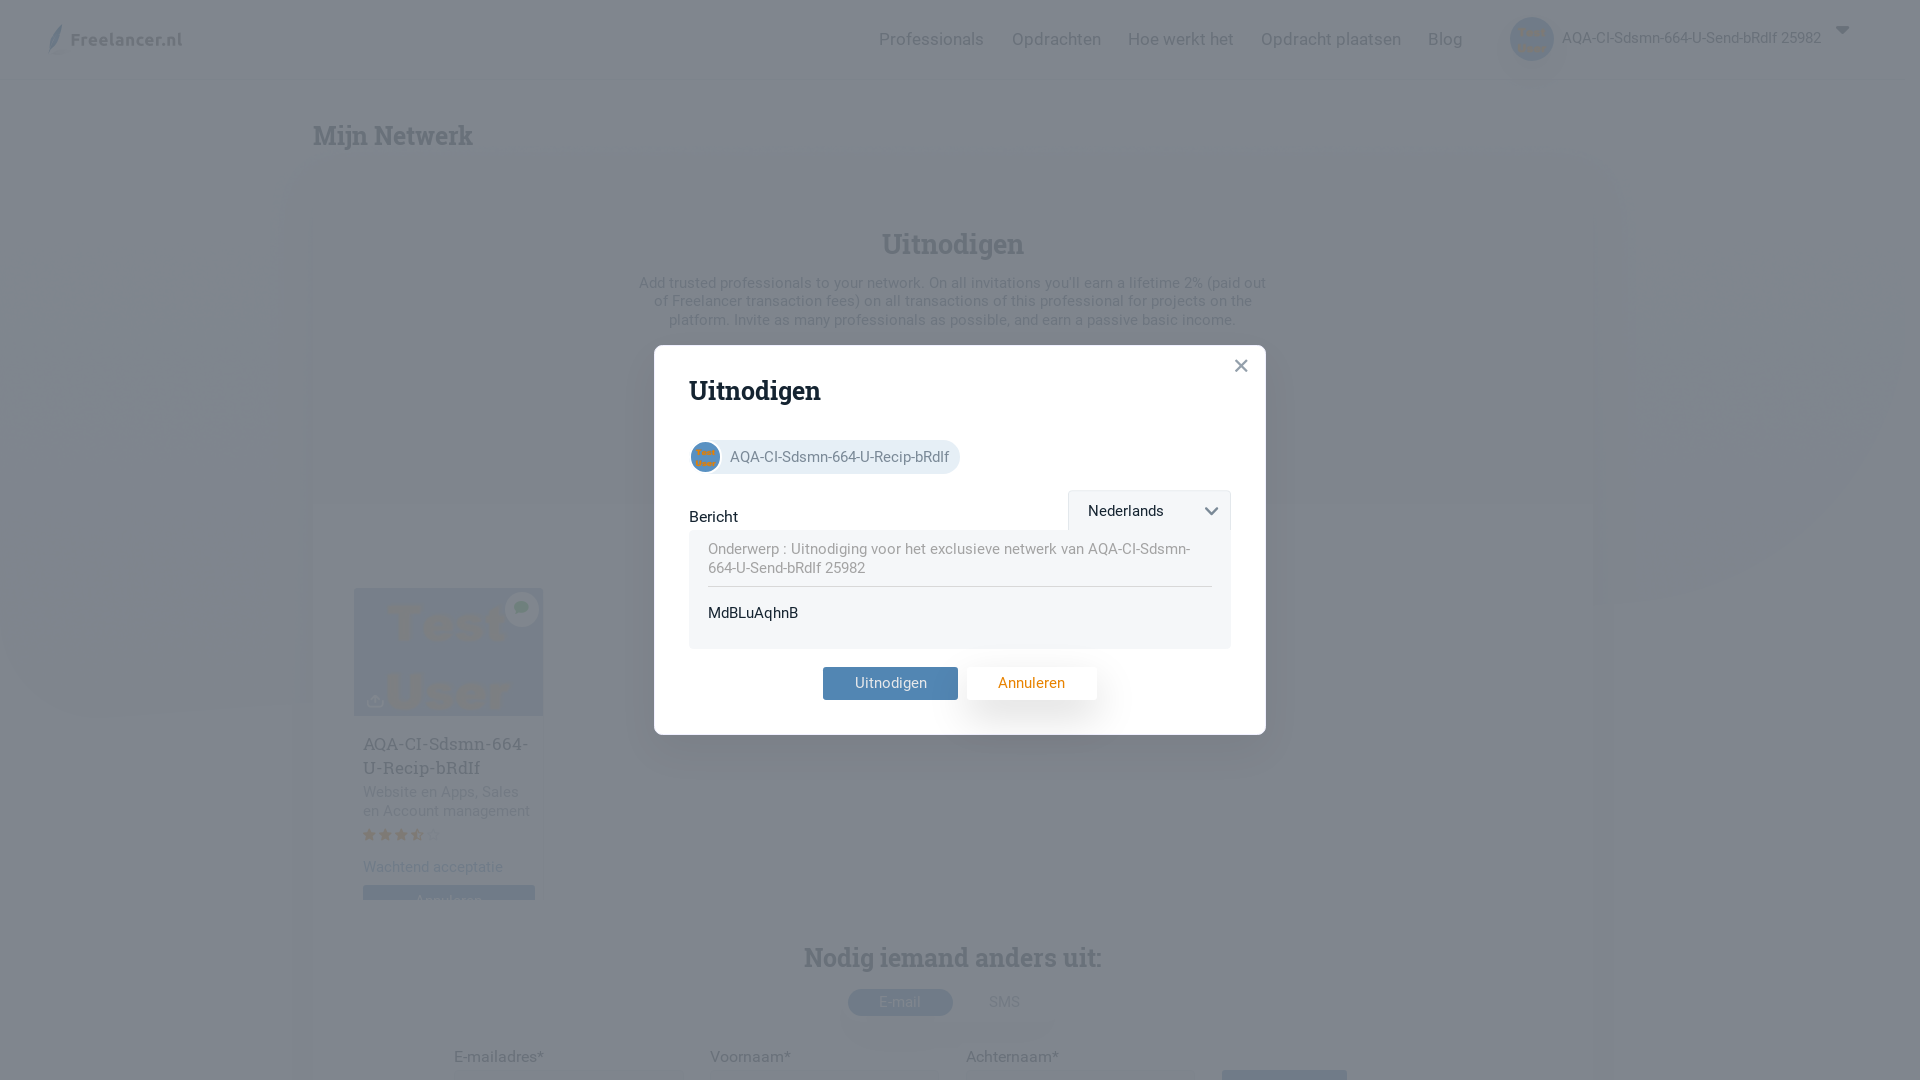 Freelancer.nl
Professionals
Opdrachten
Hoe werkt het
Opdracht plaatsen
Blog
AQA-CI-Sdsmn-664-U-Send-bRdIf 25982
Mijn Netwerk
Uitnodigen
Add trusted professionals to your network. On all invitations you'll earn a lifetime 2% (paid out
of Freelancer transaction fees) on all transactions of this professional for projects on the
platform. Invite as many professionals as possible, and earn a passive basic income.
Uitnodigen
Test
User
AQA-CI-Sdsmn-664-U-Recip-bRdIf
Bericht
Nederlands
Onderwerp : Uitnodiging voor het exclusieve netwerk van AQA-CI-Sdsmn-
664-U-Send-bRdIf 25982
MdBLuAqhnB
Uitnodigen
Annuleren
Test
User
AQA-CI-Sdsmn-664-
U-Recip-bRdIf
Website en Apps, Sales
en Account management
Wachtend acceptatie
Annuleren
Nodig iemand anders uit:
E-mail
SMS
E-mailadres*
Voornaam*
Achternaam*